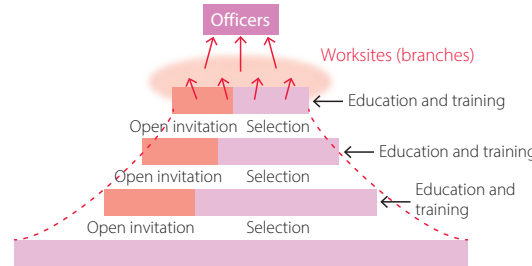 Officers
Worksites (branches)
Education and training
Open invitation Selection
Education and training
Open invitation Selection
Education and
training
Open invitation Selection